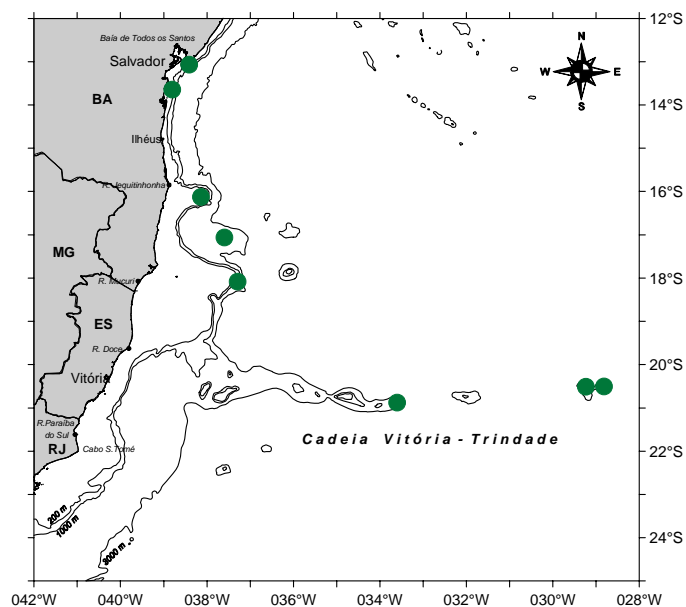 12°S
Baía de Todos os Santos
N
Salvador
W
E
BA
S
14°S
Ilhéus
R. Jequitinhonha
16°S
MG
R. Mucuri
18°S
ES
R. Doce
20°S
Vitória
R.Paraíba
do Sul
Cadeia Vitória - Trindade
RJ
Cabo S.Tomé
22°S
200 m
1000 m
3000 m
24°S
042°W
040°W
038°W
036°W
034°W
032°W
030°W
028°W